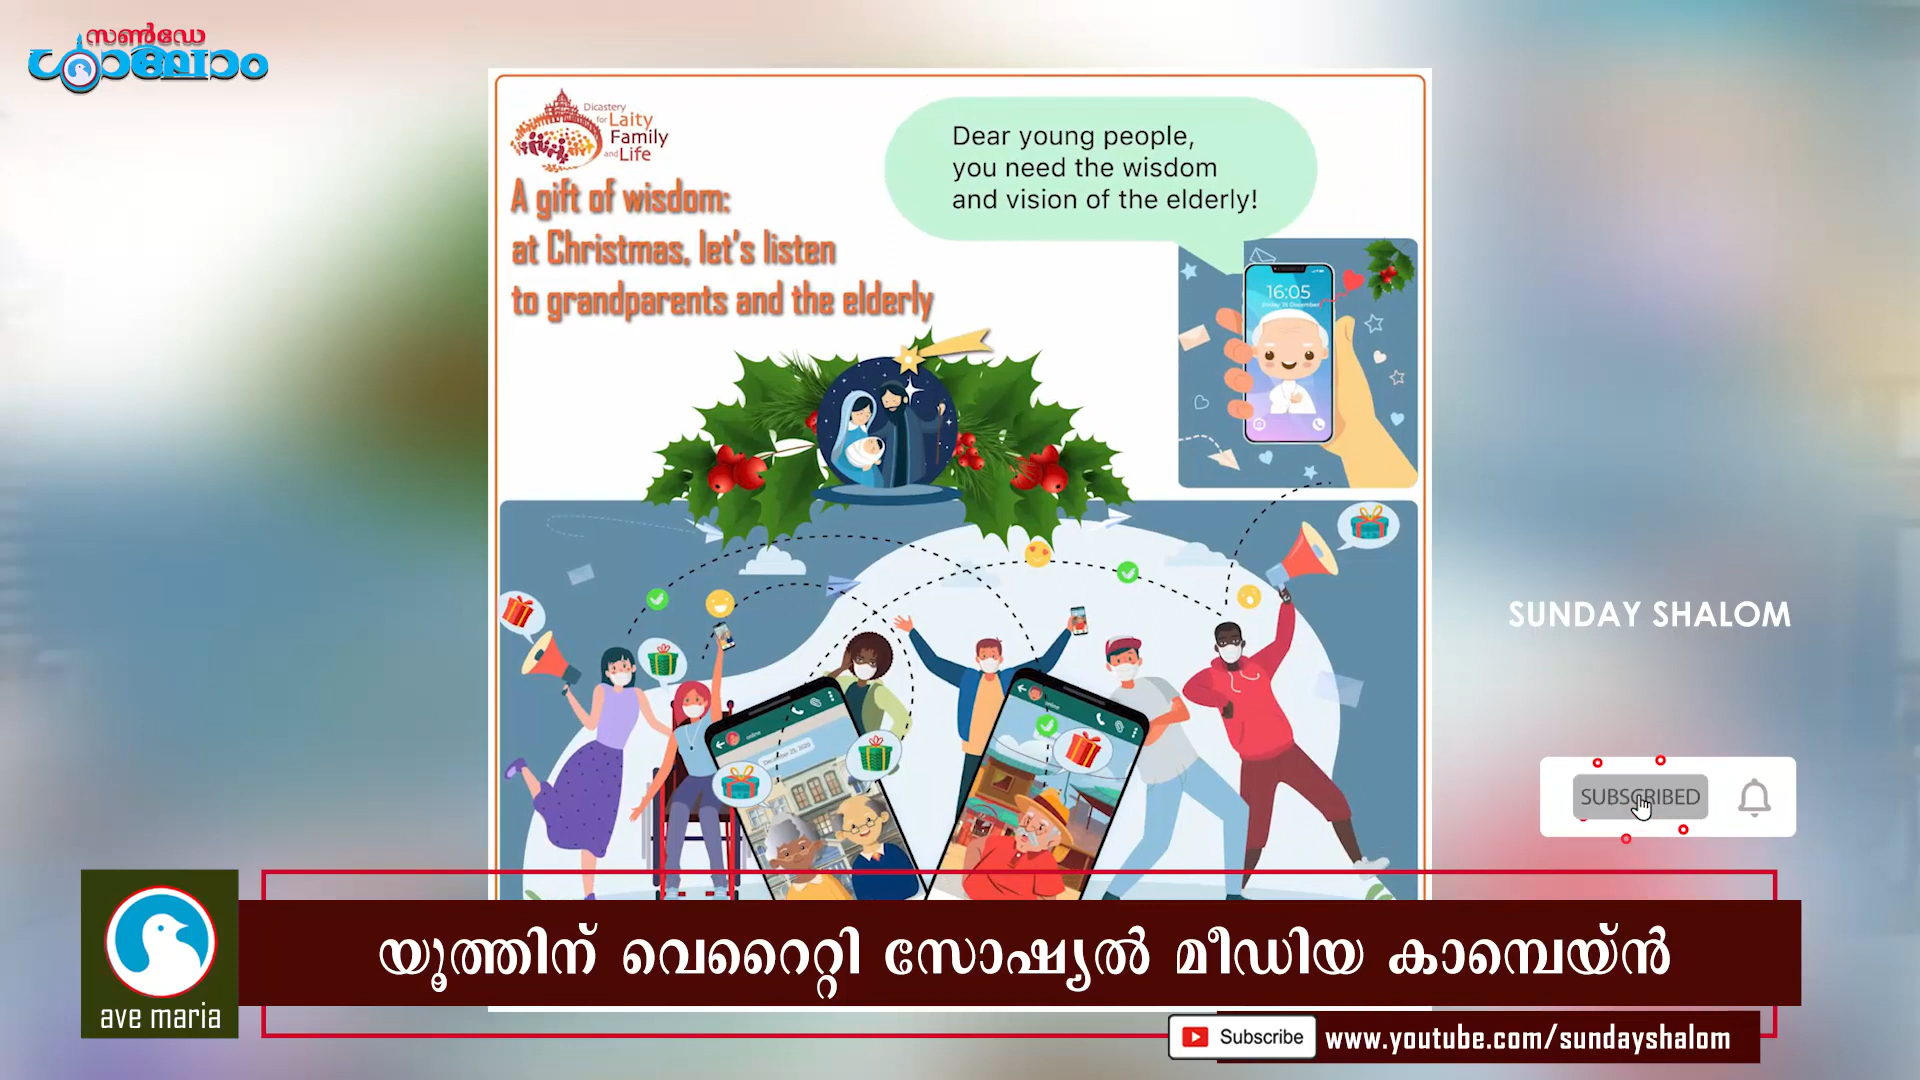 സൺഡേ
ശാലോം
Dicastery
for Laity
Family
and Life
A gift of wisdom:
at Christmas, let's listen
to grandparents and the elderly
Dear young people,
you need the wisdom
and vision of the elderly!
16:05
online
online
SUNDAY SHALOM
SUBSCRIBED
യൂത്തിന് വെറൈറ്റി സോഷ്യൽ മീഡിയ കാമ്പെയ്ൻ
ave maria
Subscribe
www.youtube.com/sundayshalom